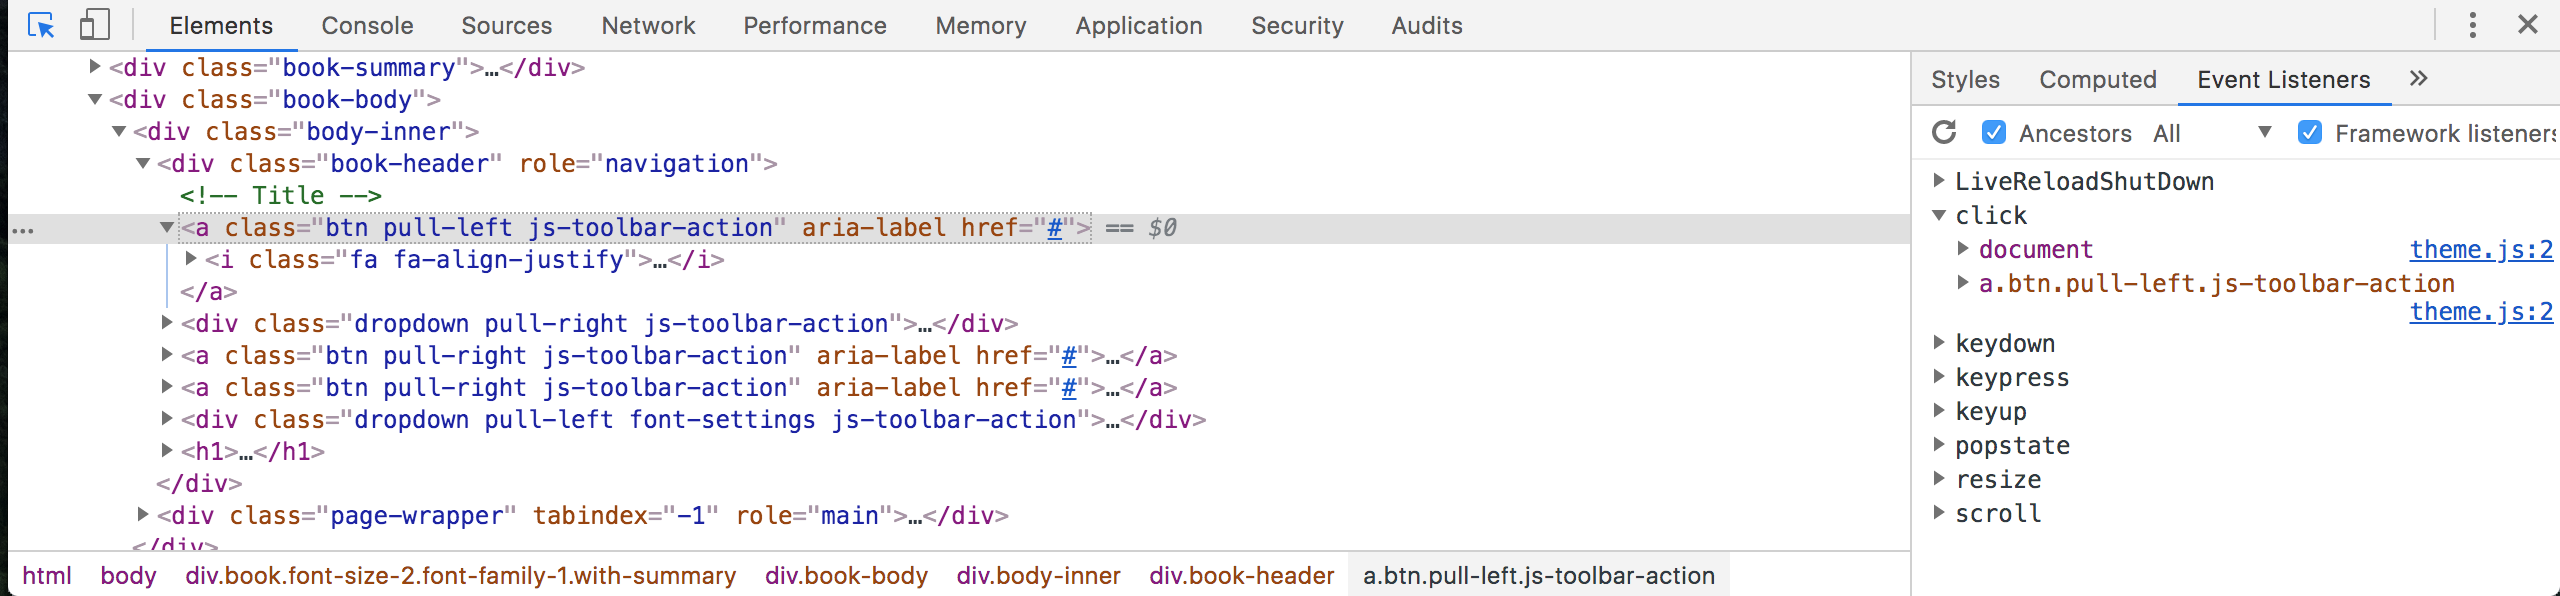 Elements Console Sources Network Performance Memory Application Security Audits
<div class="book-summary">…</div>
<div class="book-body">
<div class="body-inner">
<div class="book-header" role="navigation">
<!-- Title -->
<a class="btn pull-left js-toolbar-action" aria-label href="#"> == $0
<i class="fa fa-align-justify">…</i>
</a>
<div class="dropdown pull-right js-toolbar-action">…</div>
<a class="btn pull-right js-toolbar-action" aria-label href="#">…</a>
<a class="btn pull-right js-toolbar-action" aria-label href="#">…</a>
<div class="dropdown pull-left font-settings js-toolbar-action">…</div>
<h1>…</h1>
</div>
<div class="page-wrapper" tabindex="-1" role="main">…</div>
</div>
html body div.book.font-size-2.font-family-1.with-summary div.book-body div.body-inner div.book-header a.btn.pull-left.js-toolbar-action
Styles Computed Event Listeners »
Ancestors All Framework listeners
LiveReloadShutDown
click
document theme.js:2
a.btn.pull-left.js-toolbar-action
theme.js:2
keydown
keypress
keyup
popstate
resize
scroll